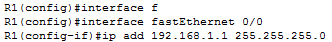 R1(config)#interface f
R1(config)#interface fastEthernet 0/0
R1(config-if)#ip add 192.168.1.1 255.255.255.0